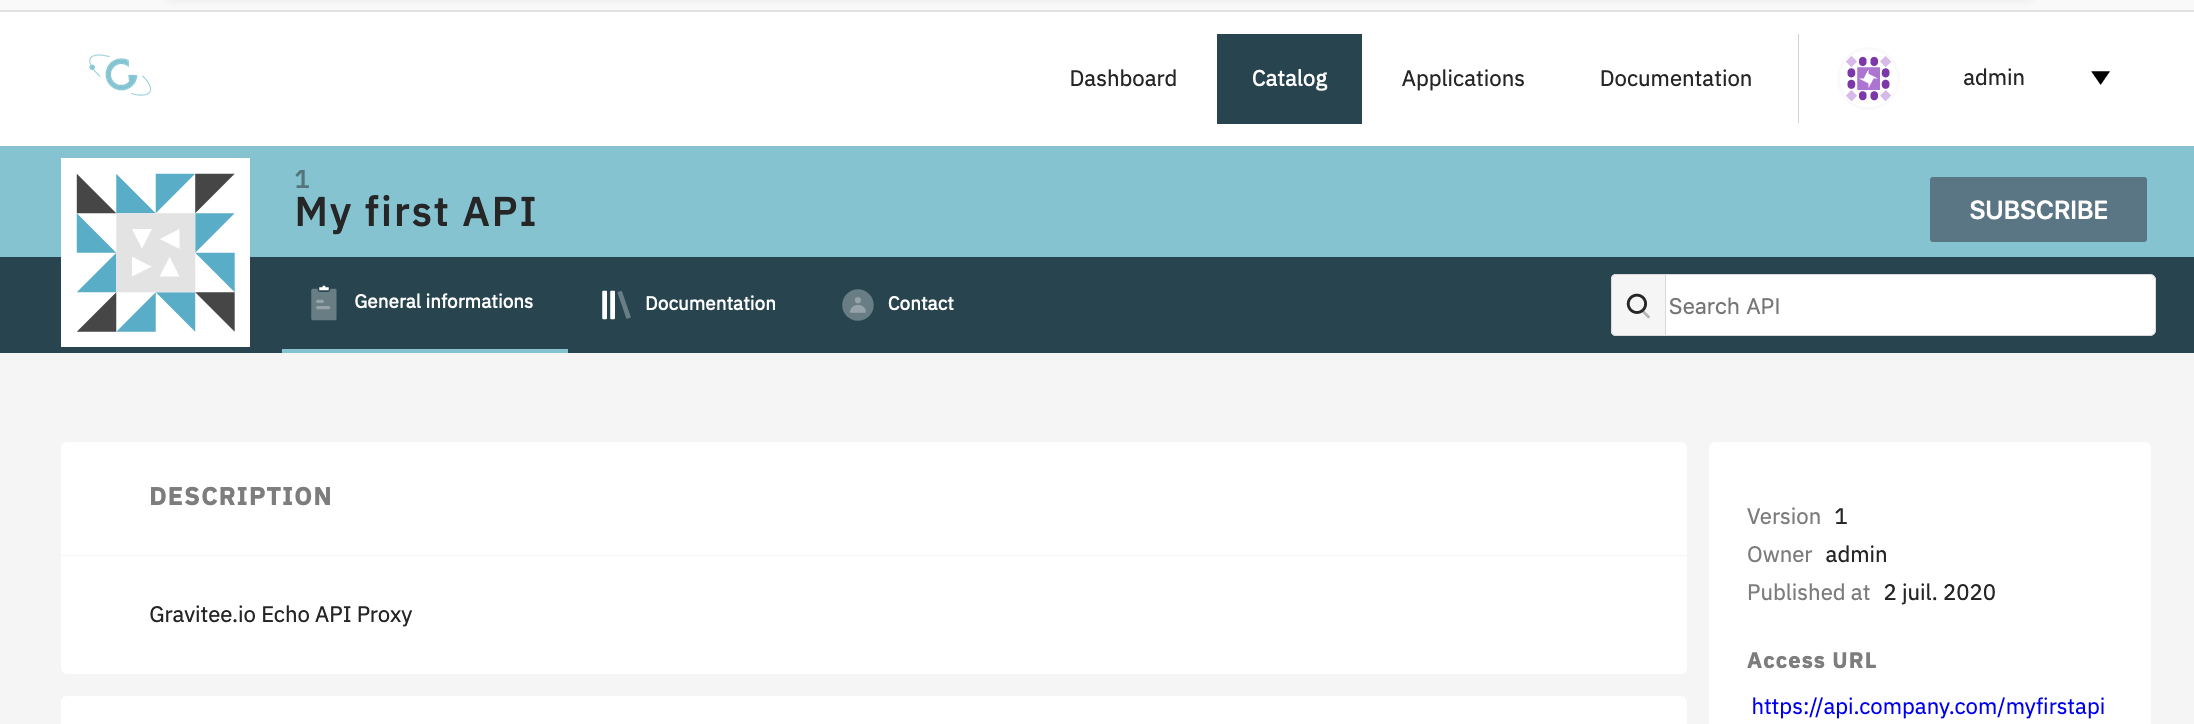 Dashboard Catalog Applications Documentation admin
1
My first API
SUBSCRIBE
General informations Documentation Contact Search API
DESCRIPTION
Gravitee.io Echo API Proxy
Version 1
Owner admin
Published at 2 juil. 2020
Access URL
https://api.company.com/myfirstapi